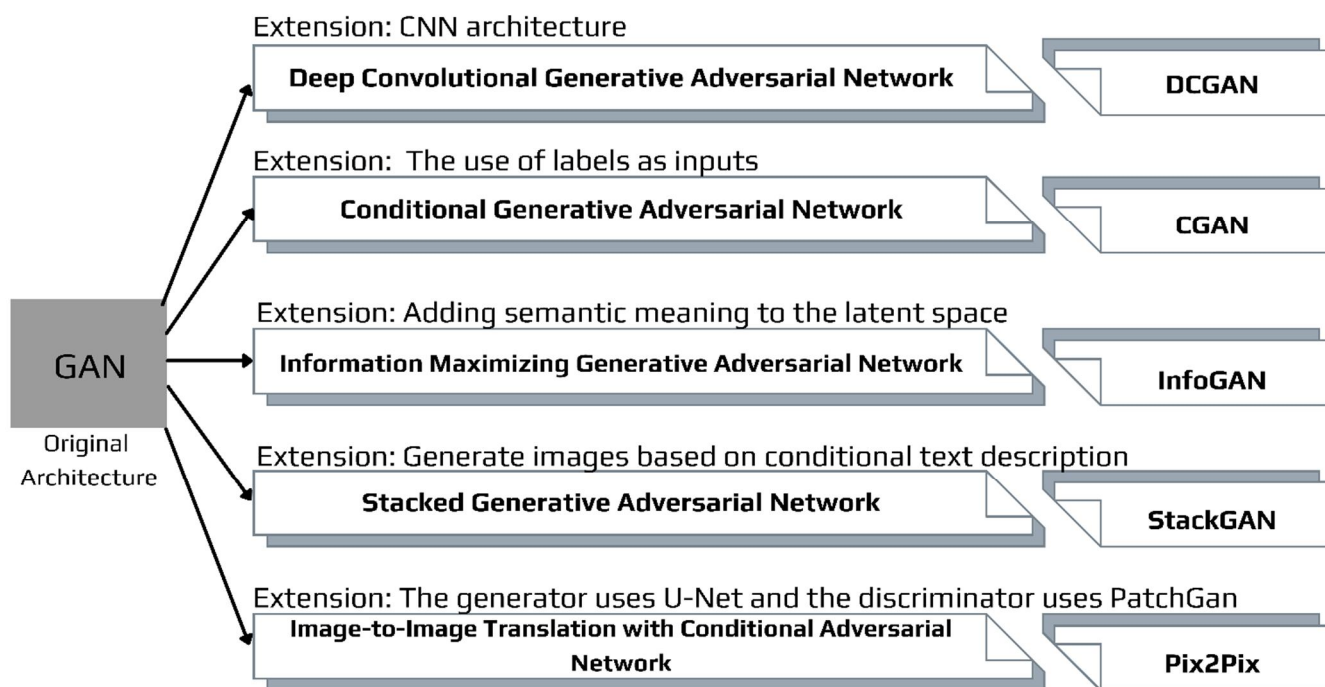 Extension: CNN architecture
Deep Convolutional Generative Adversarial Network
DCGAN
Extension: The use of labels as inputs
Conditional Generative Adversarial Network
CGAN
GAN
Original
Architecture
Extension: Adding semantic meaning to the latent space
Information Maximizing Generative Adversarial Network
InfoGAN
Extension: Generate images based on conditional text description
Stacked Generative Adversarial Network
StackGAN
Extension: The generator uses U-Net and the discriminator uses PatchGan
Image-to-Image Translation with Conditional Adversarial
Network
Pix2Pix